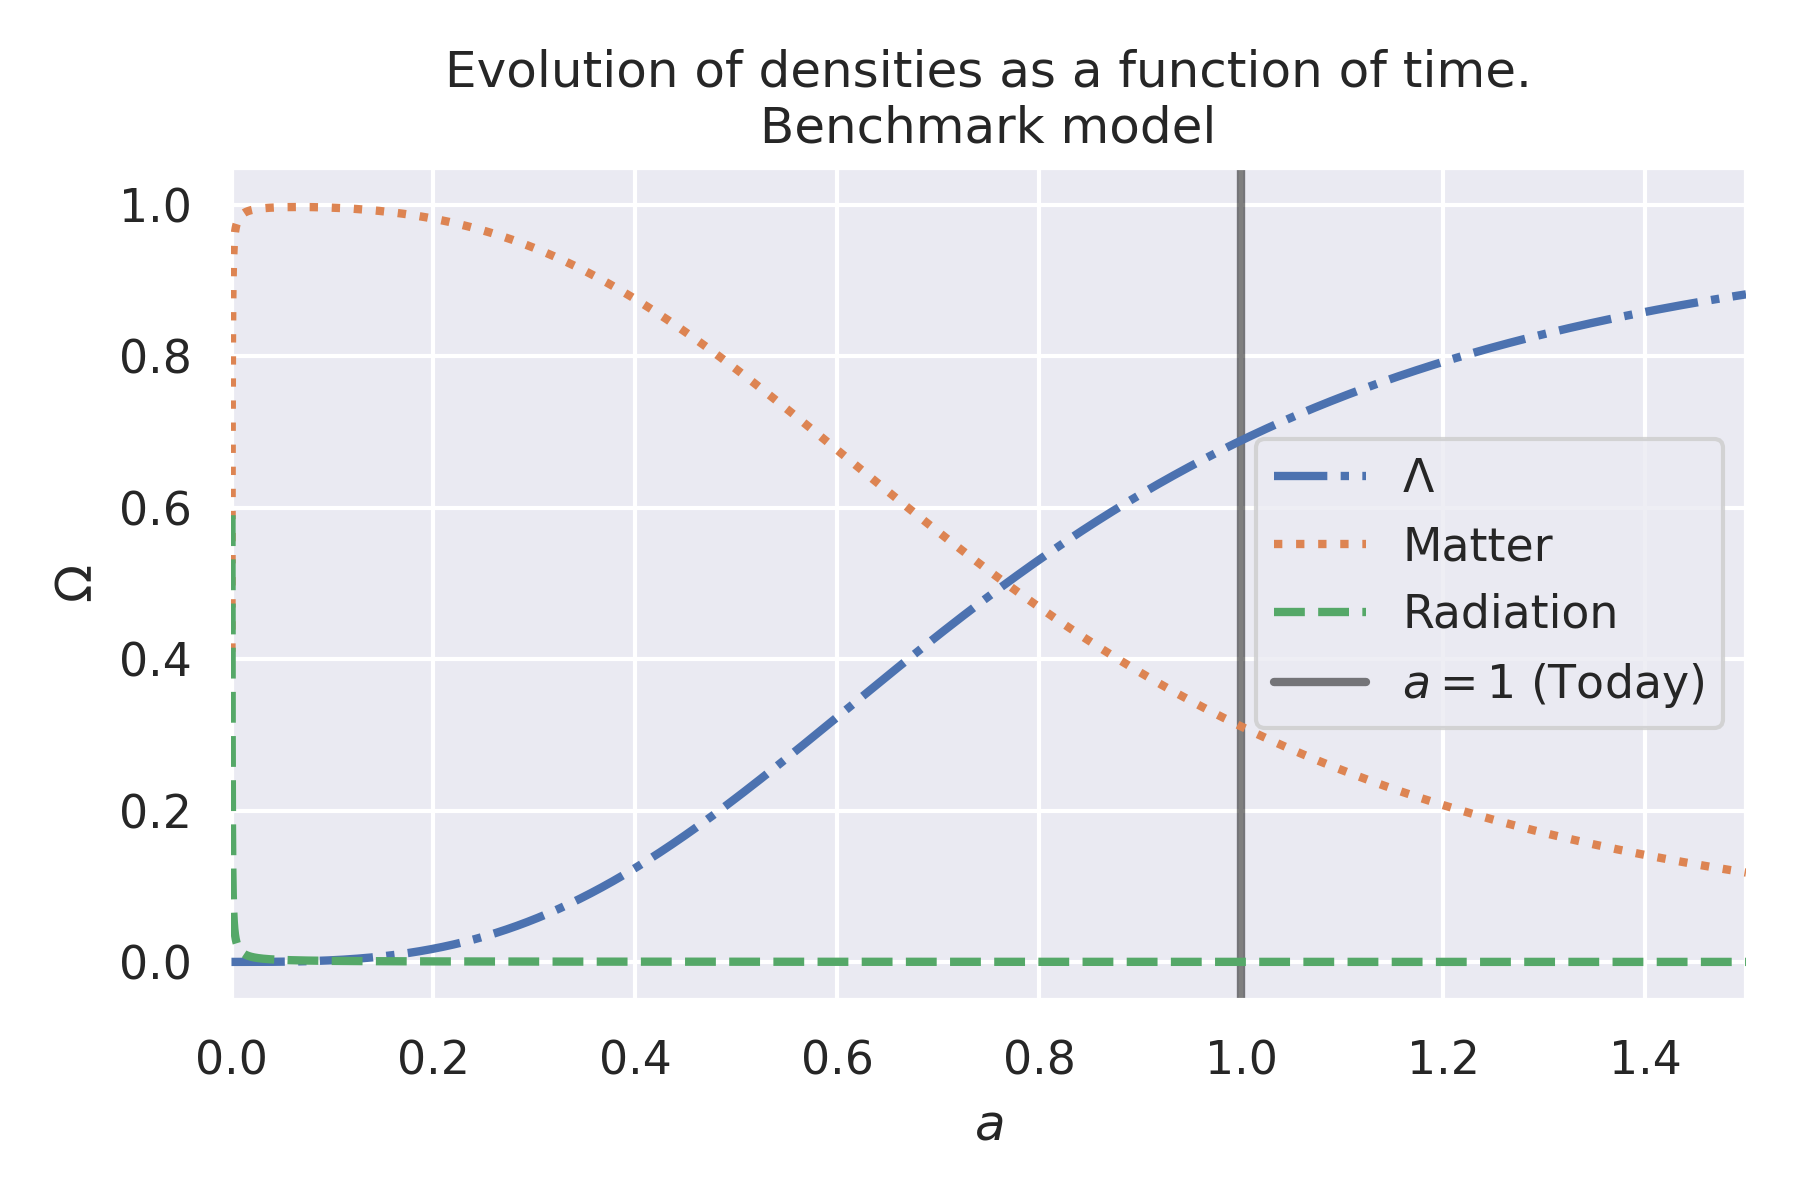 Evolution of densities as a function of time.
Benchmark model
1.0
0.8
0.6
0.4
0.2
0.0
Ω
Λ
Matter
Radiation
a = 1 (Today)
0.0 0.2 0.4 0.6 0.8 1.0 1.2 1.4
a